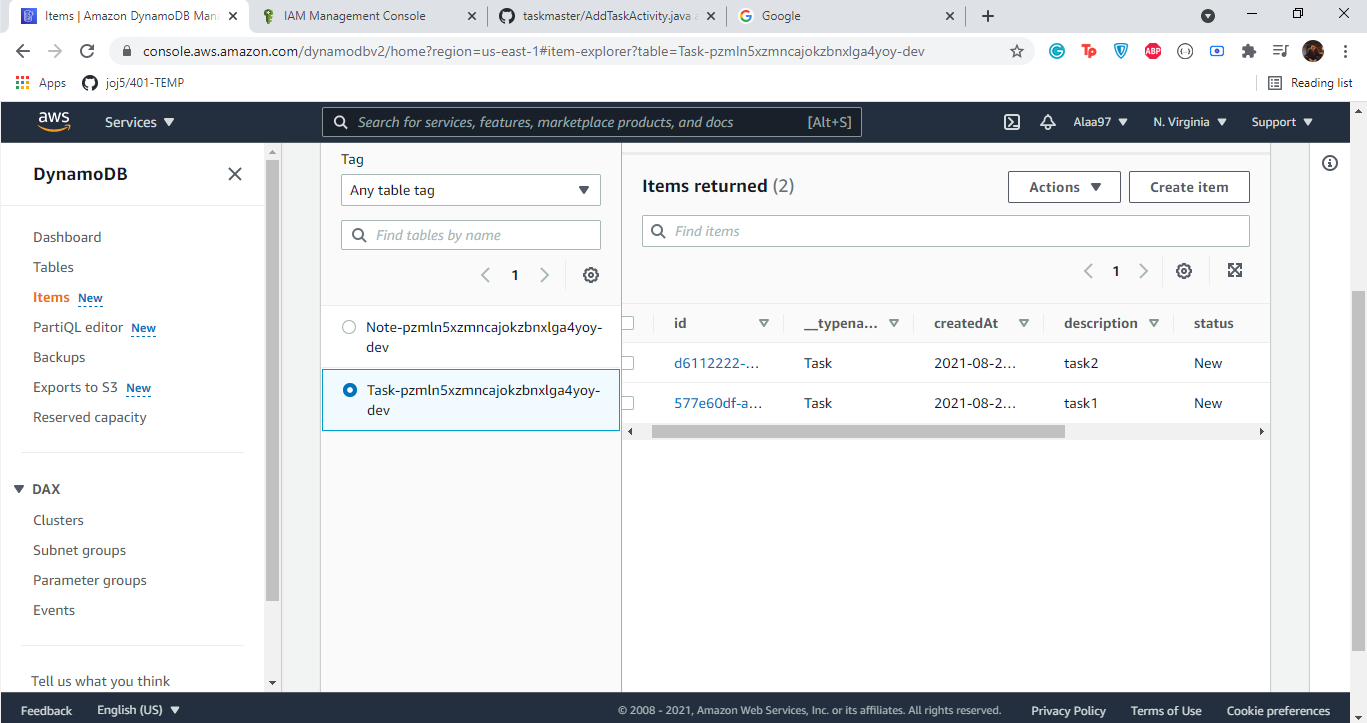 Items | Amazon DynamoDB Man
IAM Management Console
taskmaster/AddTaskActivity.java a
Google
console.aws.amazon.com/dynamodbv2/home?region=us-east-1#item-explorer?table=Task-pzmln5xzmncajokzbnxlga4yoy-dev
ABP
Apps
joj5/401-TEMP
Reading list
aws
Services
Search for services, features, marketplace products, and docs
[Alt+S]
Alaa97
N. Virginia
Support
DynamoDB
Dashboard
Tables
Items New
PartiQL editor New
Backups
Exports to S3 New
Reserved capacity
DAX
Clusters
Subnet groups
Parameter groups
Events
Tell us what you think
Tag
Any table tag
Find tables by name
1
Note-pzmln5xzmncajokzbnxlga4yoy-
dev
Task-pzmln5xzmncajokzbnxlga4yoy-
dev
Items returned (2)
Actions
Create item
Find items
1
id __typena... createdAt description status
d6112222-... Task 2021-08-2... task2 New
577e60df-a... Task 2021-08-2... task1 New
Feedback
English (US)
© 2008 - 2021, Amazon Web Services, Inc. or its affiliates. All rights reserved.
Privacy Policy
Terms of Use
Cookie preferences